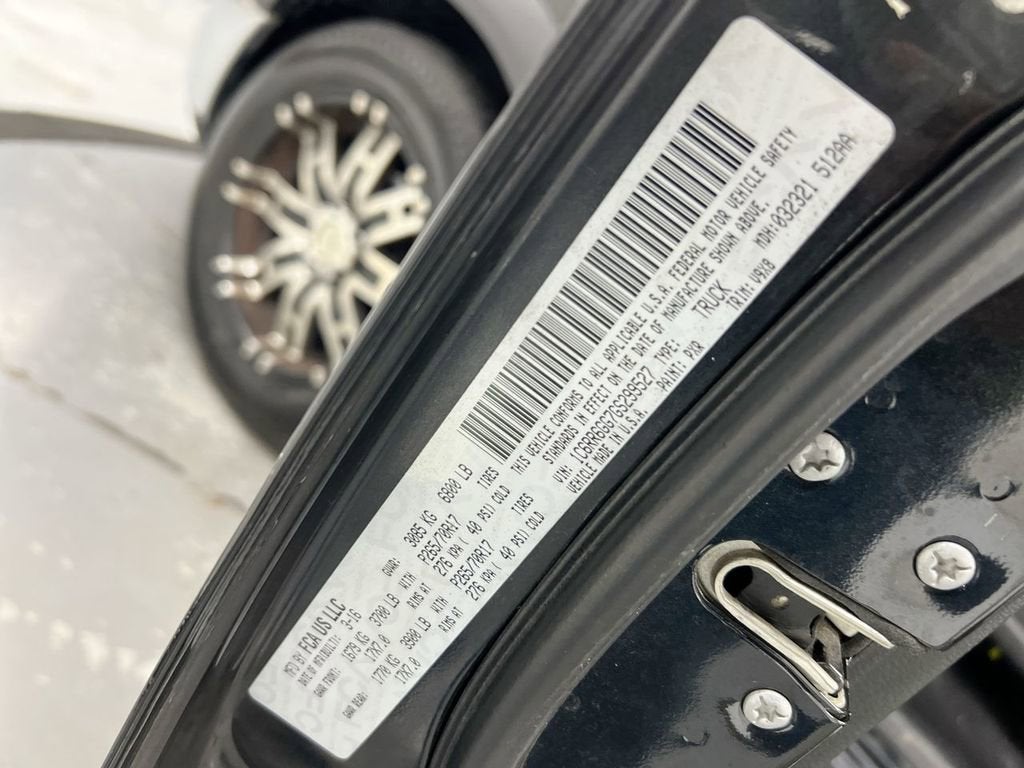 MFD BY FCA US LLC
DATE OF MFR(BUILT): 3-16 GVWR: 3085 KG 6800 LB
GAWR FRONT: 1679 KG 3700 LB WITH P265/70R17 TIRES
17X7.0 RIMS AT 276 KPA( 40 PSI) COLD
GAWR REAR: 1770 KG 3900 LB WITH P265/70R17 TIRES
17X7.0 RIMS AT 276 KPA( 40 PSI) COLD
THIS VEHICLE CONFORMS TO ALL APPLICABLE U.S.A. FEDERAL MOTOR VEHICLE SAFETY
STANDARDS IN EFFECT ON THE DATE OF MANUFACTURE SHOWN ABOVE.
VIN: TYPE: TRUCK MDH: 032321 512AA
VEHICLE MADE IN U.S.A. PAINT: PXR TRIM: V9X8